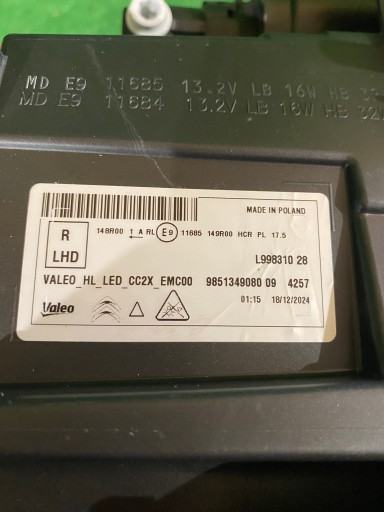 MD E9 11685 13.2V LB 16W HB 32
MD E9 11684 13.2V LB 16W HB 32W
MADE IN POLAND
148R00 1 A RL E9 11685 149R00 HCR PL 17.5
R
LHD
L998310 28
VALEO_HL_LED_CC2X_EMC00 9851349080 09 4257
01:15 18/12/2024
Valeo